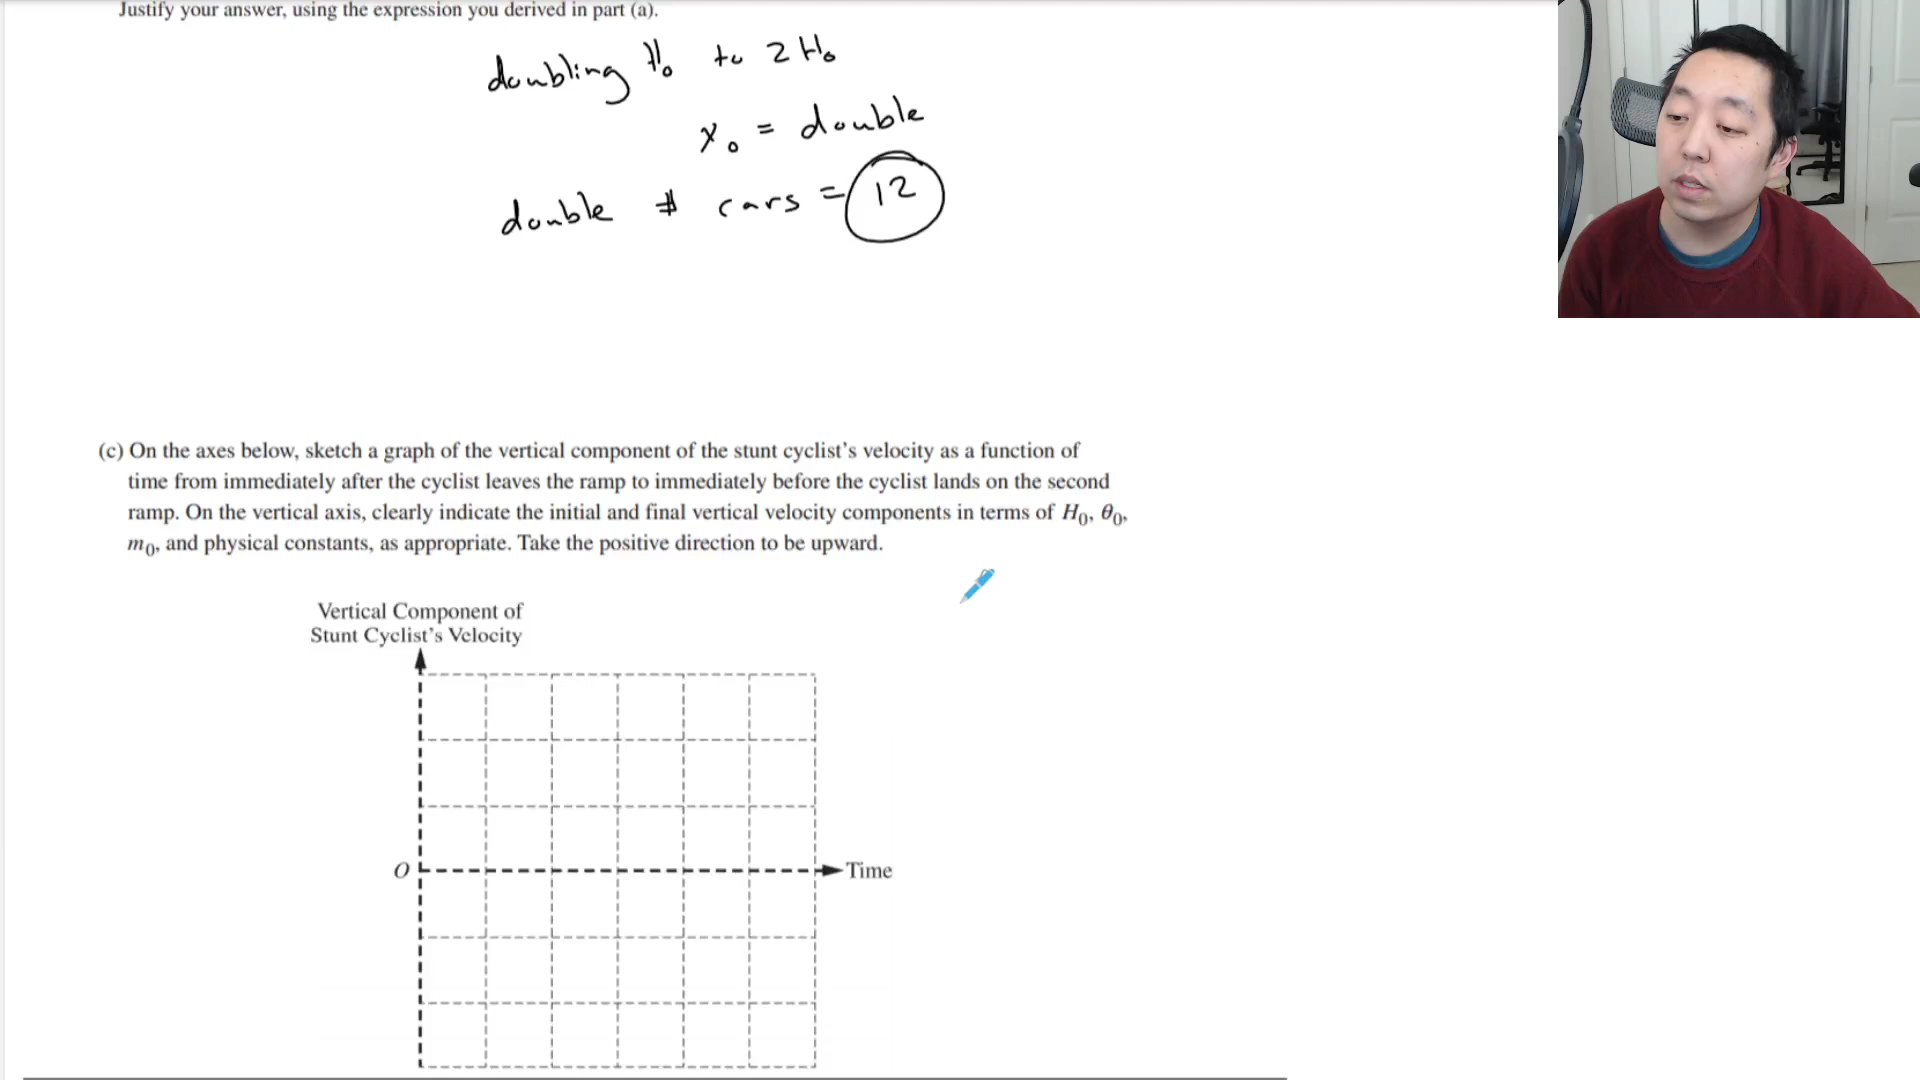 Justify your answer, using the expression you derived in part (a).
doubling H₀ to 2H₀
x₀ = double
double # cars = 12
(c) On the axes below, sketch a graph of the vertical component of the stunt cyclist's velocity as a function of
time from immediately after the cyclist leaves the ramp to immediately before the cyclist lands on the second
ramp. On the vertical axis, clearly indicate the initial and final vertical velocity components in terms of H₀, θ₀,
m₀, and physical constants, as appropriate. Take the positive direction to be upward.
Vertical Component of
Stunt Cyclist's Velocity
O
Time